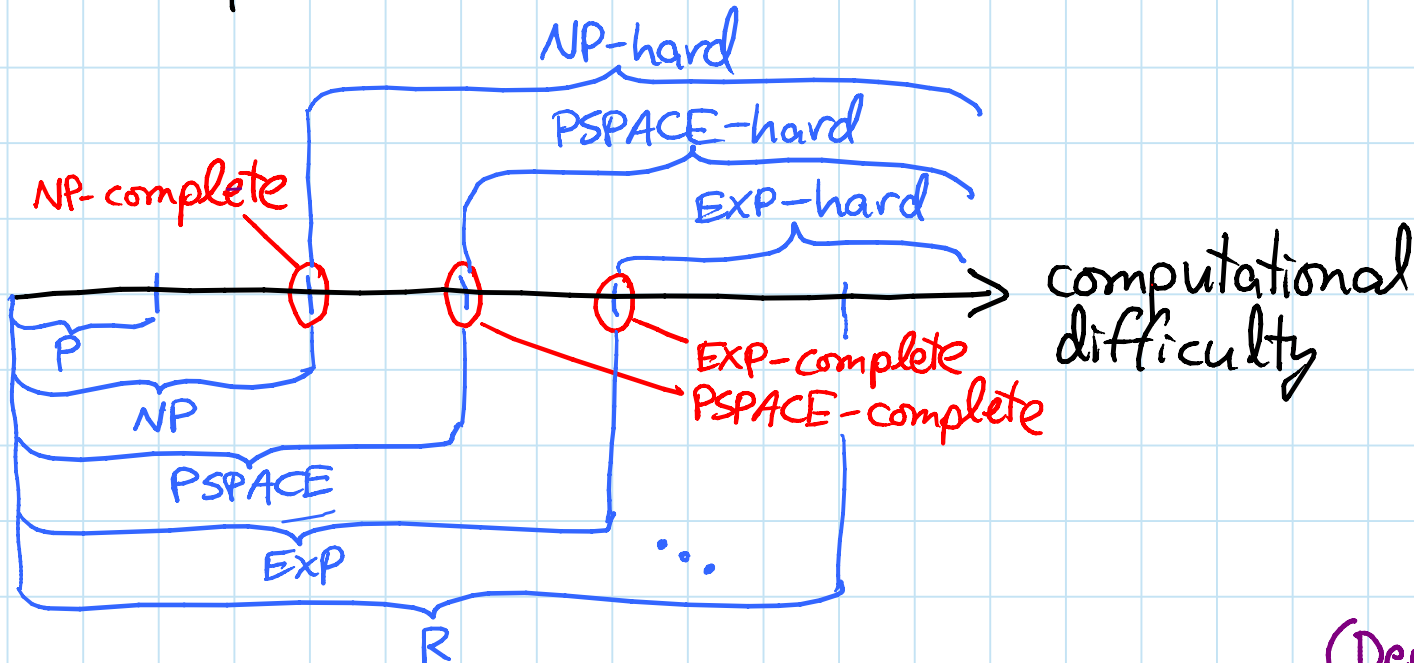 NP-hard
PSPACE-hard
NP-complete
EXP-hard
computational
difficulty
P
EXP-complete
NP
PSPACE-complete
PSPACE
EXP
R